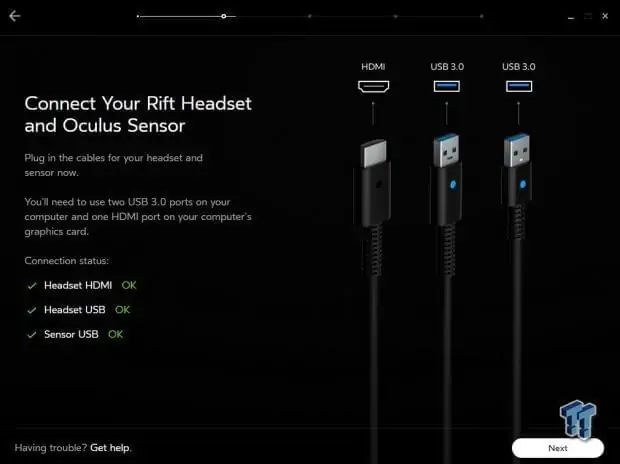 HDMI
USB 3.0
USB 3.0
Connect Your Rift Headset
and Oculus Sensor
Plug in the cables for your headset and
sensor now.
You'll need to use two USB 3.0 ports on your
computer and one HDMI port on your computer's
graphics card.
Connection status:
Headset HDMI OK
Headset USB OK
Sensor USB OK
TT
Having trouble? Get help.
Next